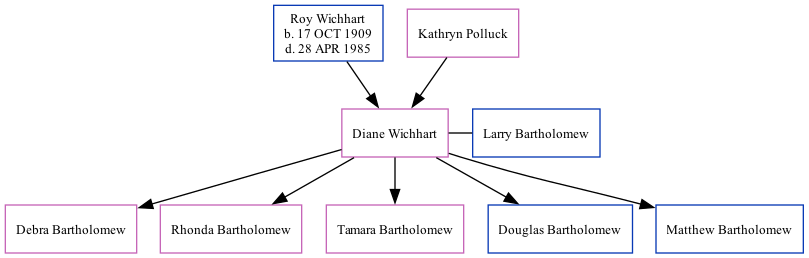 Roy Wichhart
b. 17 OCT 1909
d. 28 APR 1985
Kathryn Polluck
Diane Wichhart
Larry Bartholomew
Debra Bartholomew
Rhonda Bartholomew
Tamara Bartholomew
Douglas Bartholomew
Matthew Bartholomew